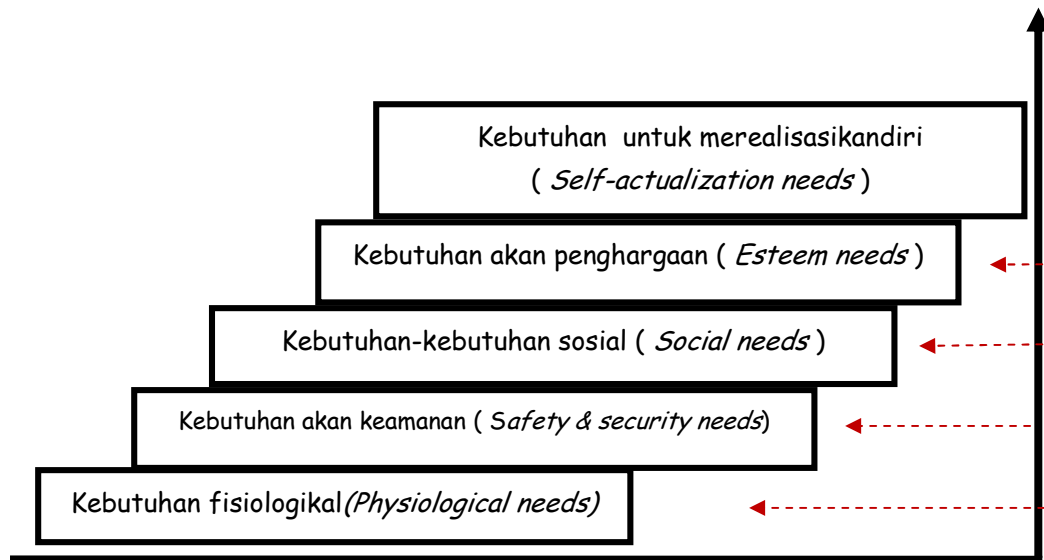 Kebutuhan untuk merealisasikandiri
( Self-actualization needs )
Kebutuhan akan penghargaan ( Esteem needs )
Kebutuhan-kebutuhan sosial ( Social needs )
Kebutuhan akan keamanan ( Safety & security needs)
Kebutuhan fisiologikal(Physiological needs)